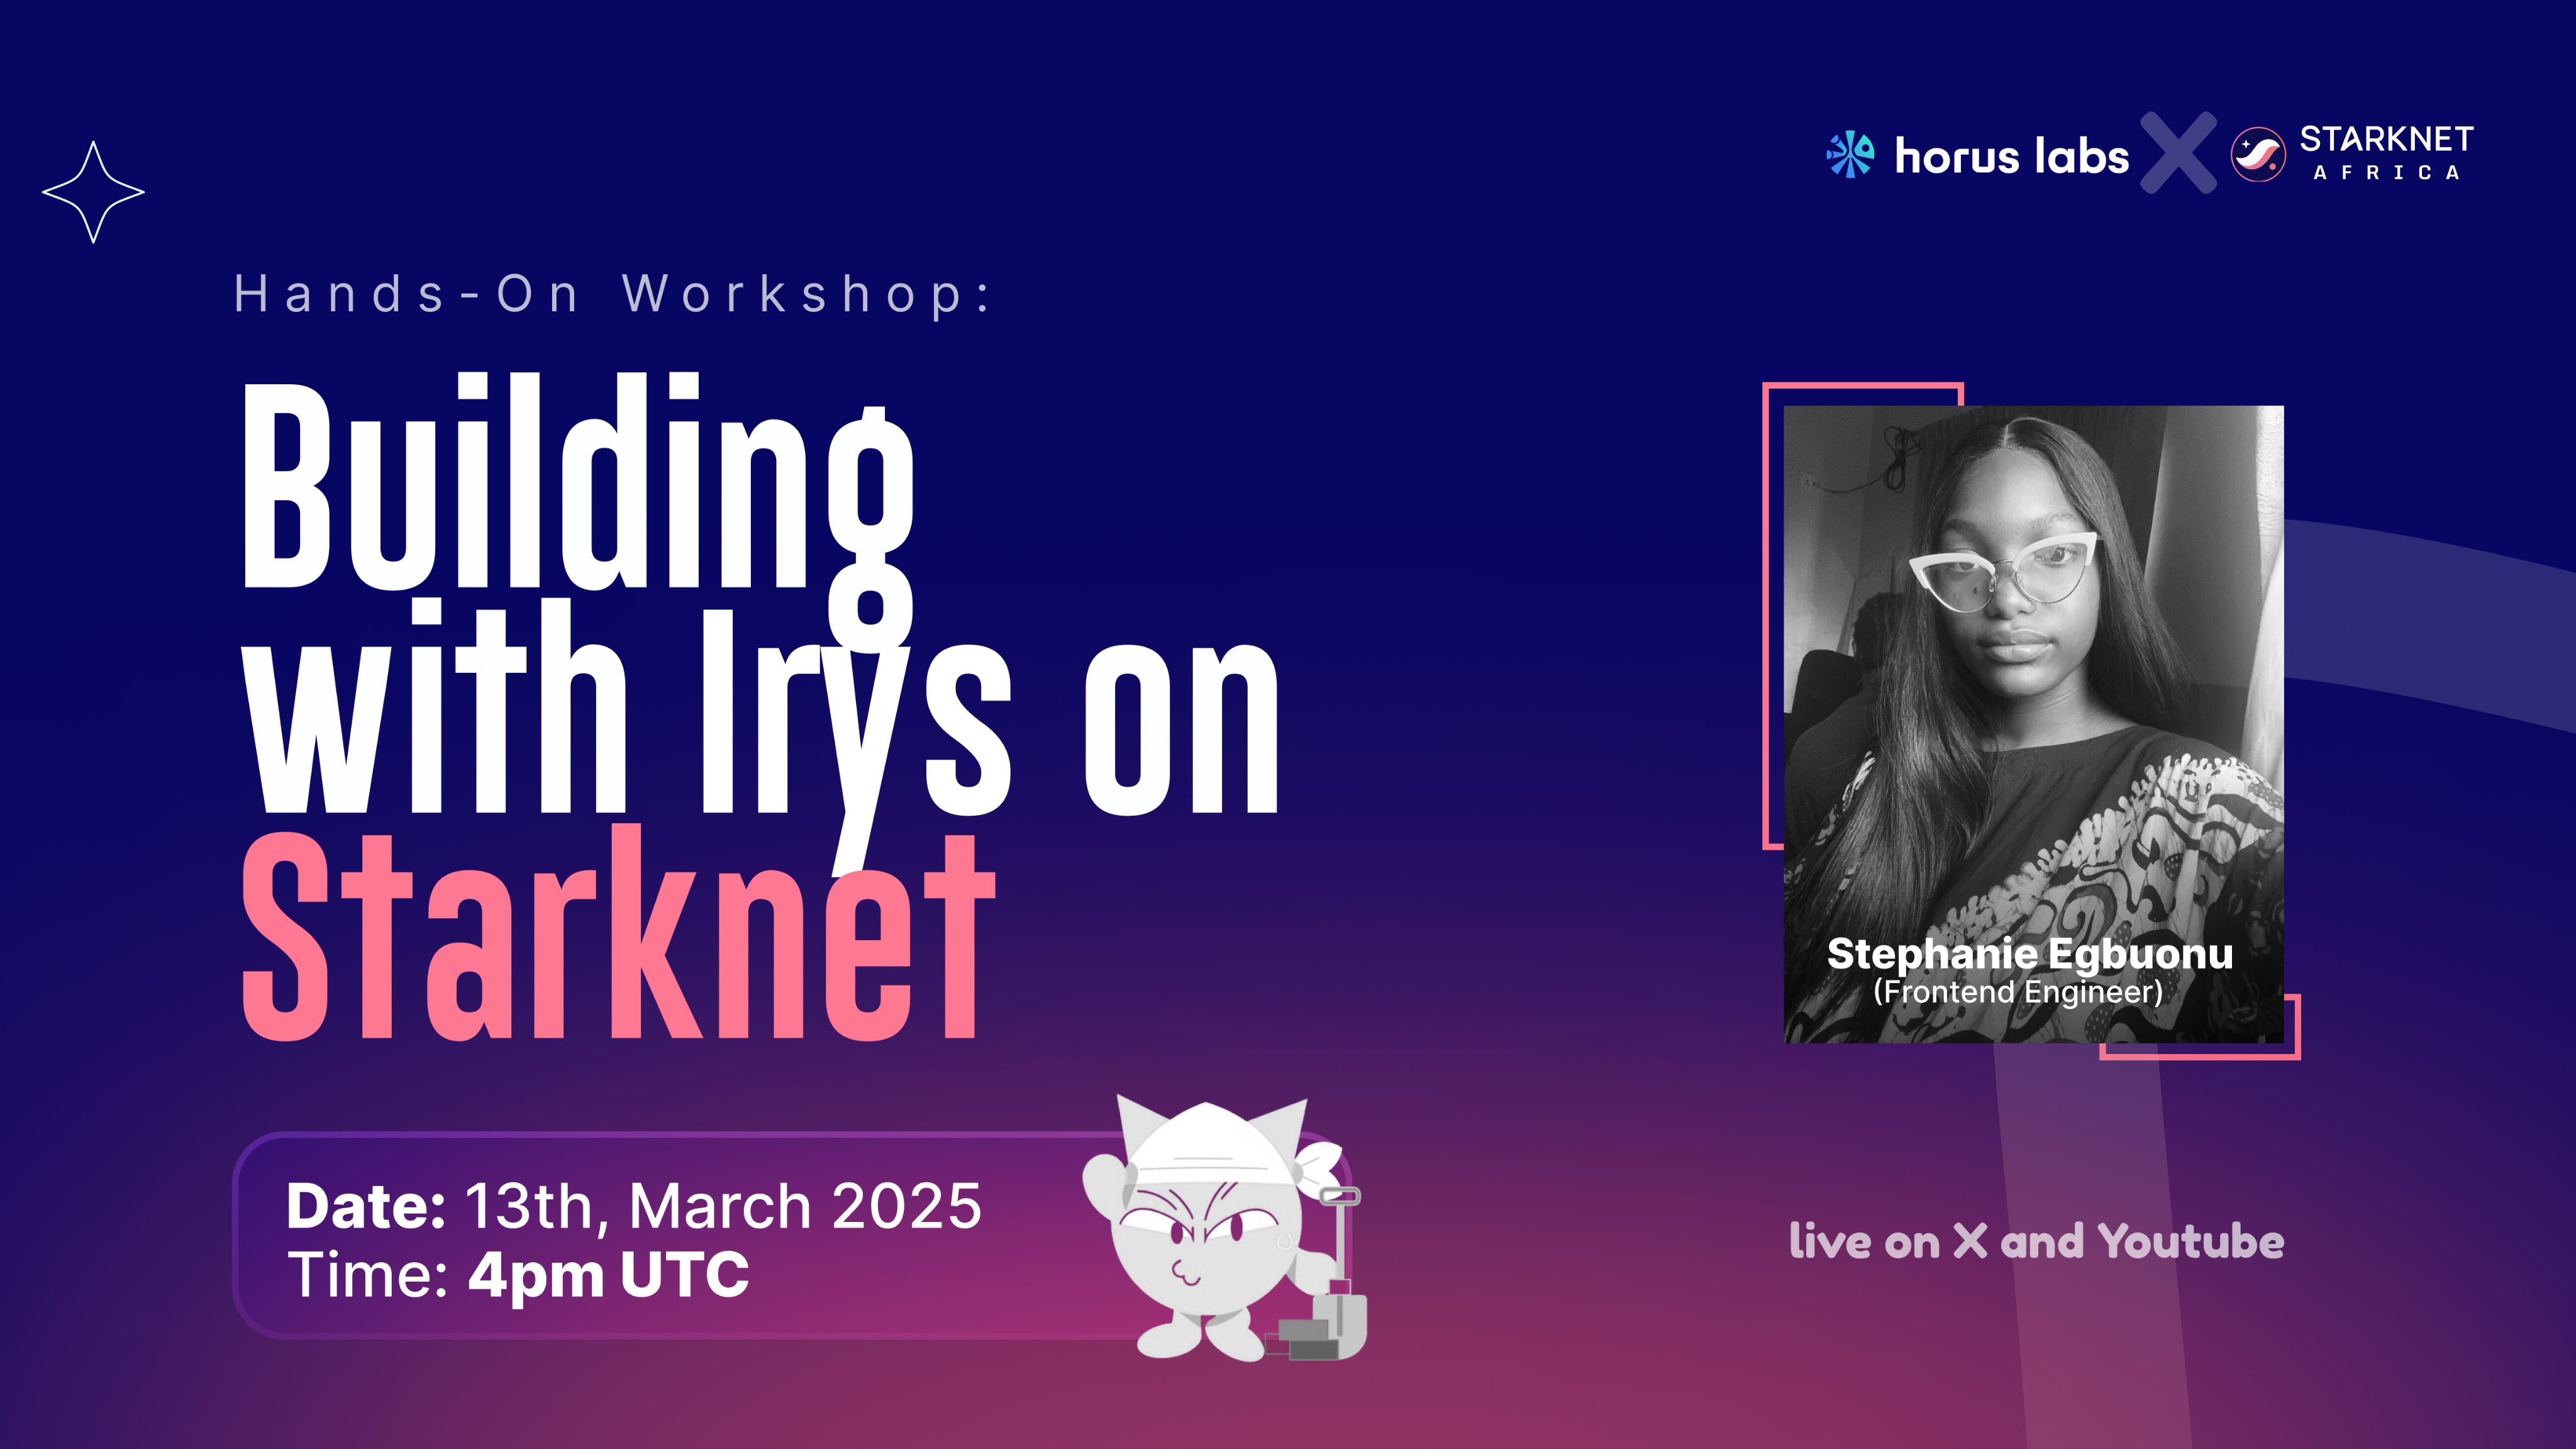 horus labs X STARKNET
AFRICA
Hands-On Workshop:
Building
with Irys on
Starknet
Stephanie Egbuonu
(Frontend Engineer)
Date: 13th, March 2025
Time: 4pm UTC
live on X and Youtube